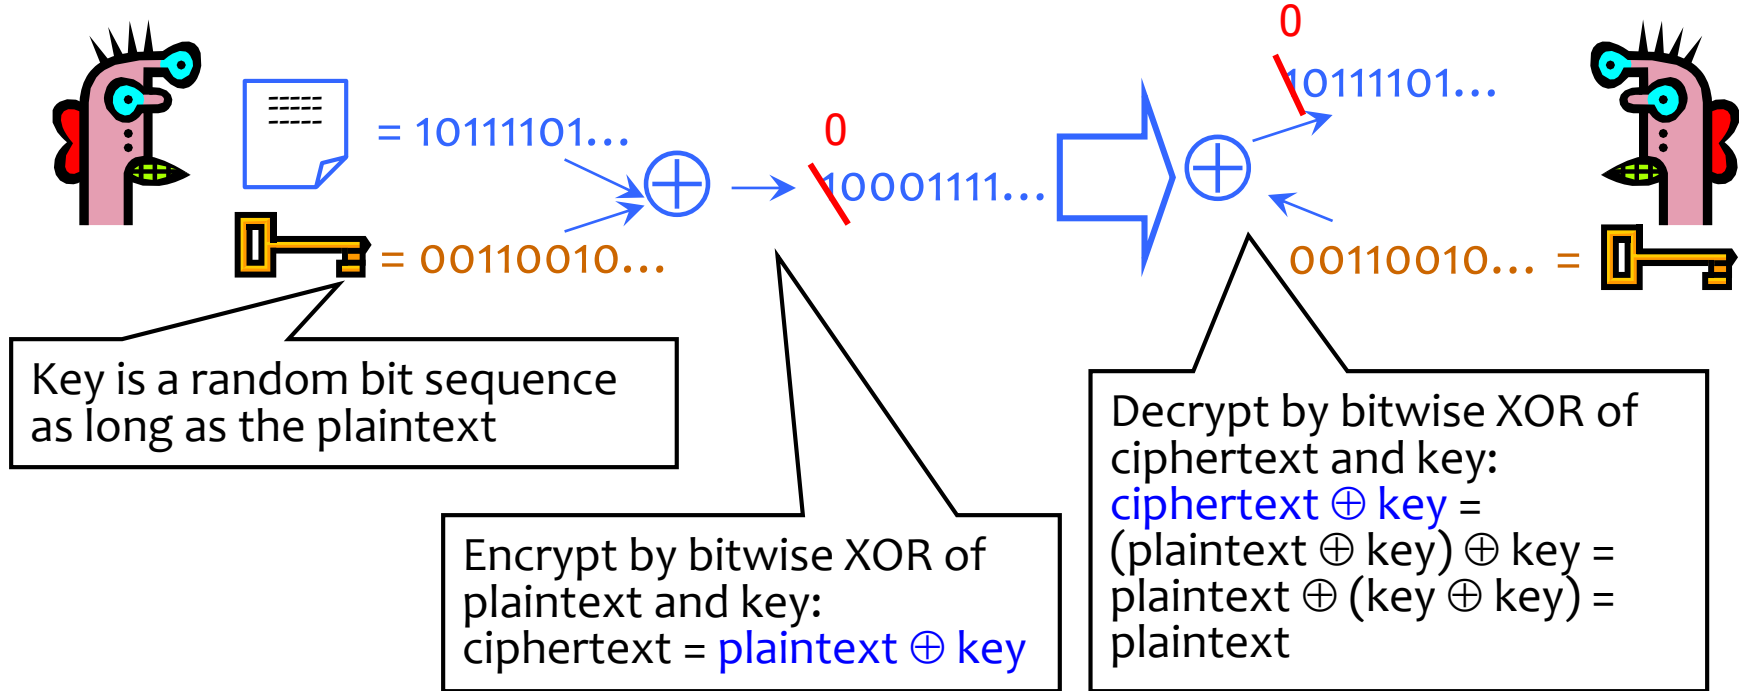 0
10111101...
= 10111101...
0
10001111...
= 00110010...
00110010... =
Key is a random bit sequence
as long as the plaintext
Encrypt by bitwise XOR of
plaintext and key:
ciphertext = plaintext ⊕ key
Decrypt by bitwise XOR of
ciphertext and key:
ciphertext ⊕ key =
(plaintext ⊕ key) ⊕ key =
plaintext ⊕ (key ⊕ key) =
plaintext